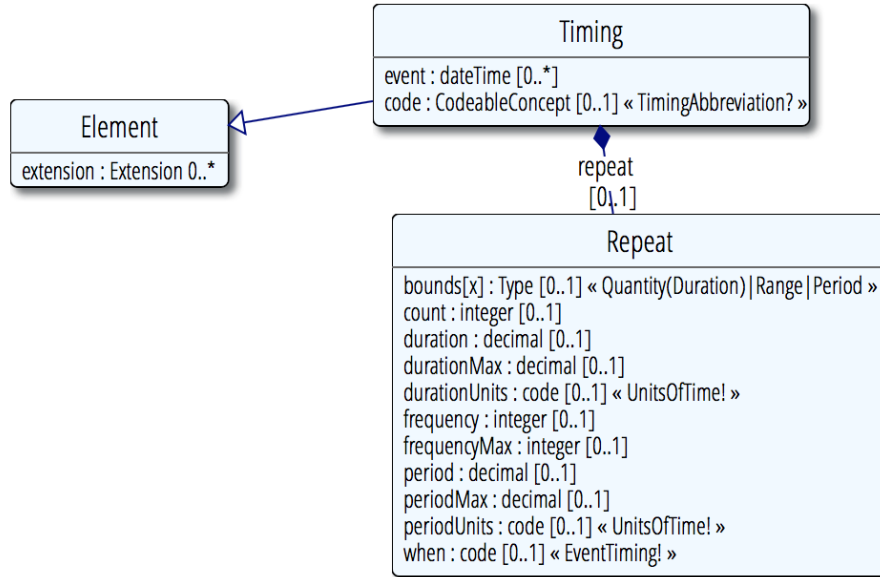 Timing
event : dateTime [0..*]
code : CodeableConcept [0..1] « TimingAbbreviation? »
Element
extension : Extension 0..*
repeat
[0..1]
Repeat
bounds[x] : Type [0..1] « Quantity(Duration)|Range|Period »
count : integer [0..1]
duration : decimal [0..1]
durationMax : decimal [0..1]
durationUnits : code [0..1] « UnitsOfTime! »
frequency : integer [0..1]
frequencyMax : integer [0..1]
period : decimal [0..1]
periodMax : decimal [0..1]
periodUnits : code [0..1] « UnitsOfTime! »
when : code [0..1] « EventTiming! »